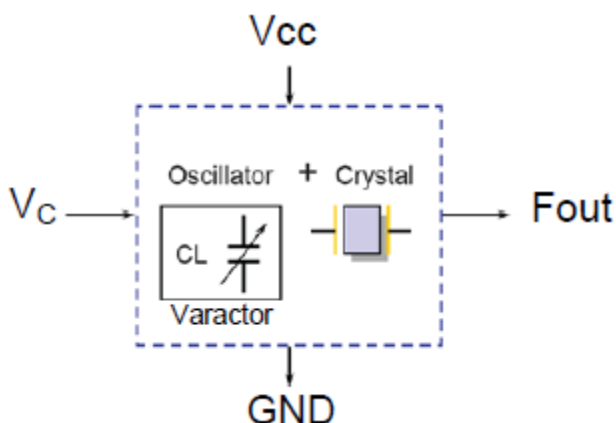 Vcc
Oscillator + Crystal
VC
Fout
CL
Varactor
GND